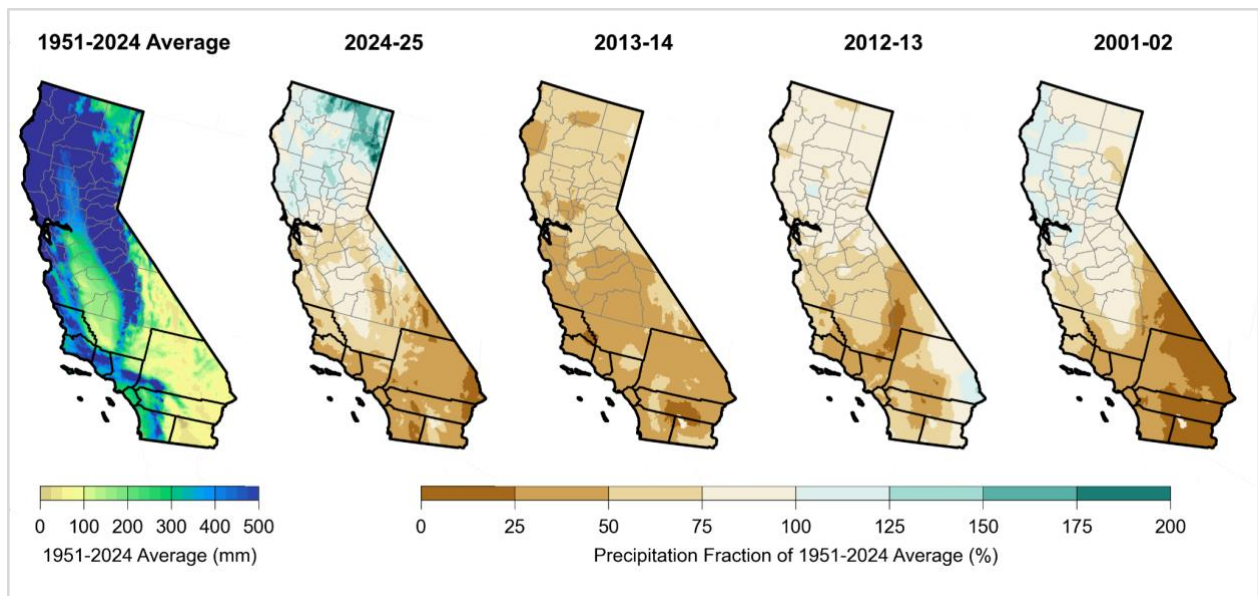 1951-2024 Average 2024-25 2013-14 2012-13 2001-02
0 100 200 300 400 500
1951-2024 Average (mm)
0 25 50 75 100 125 150 175 200
Precipitation Fraction of 1951-2024 Average (%)